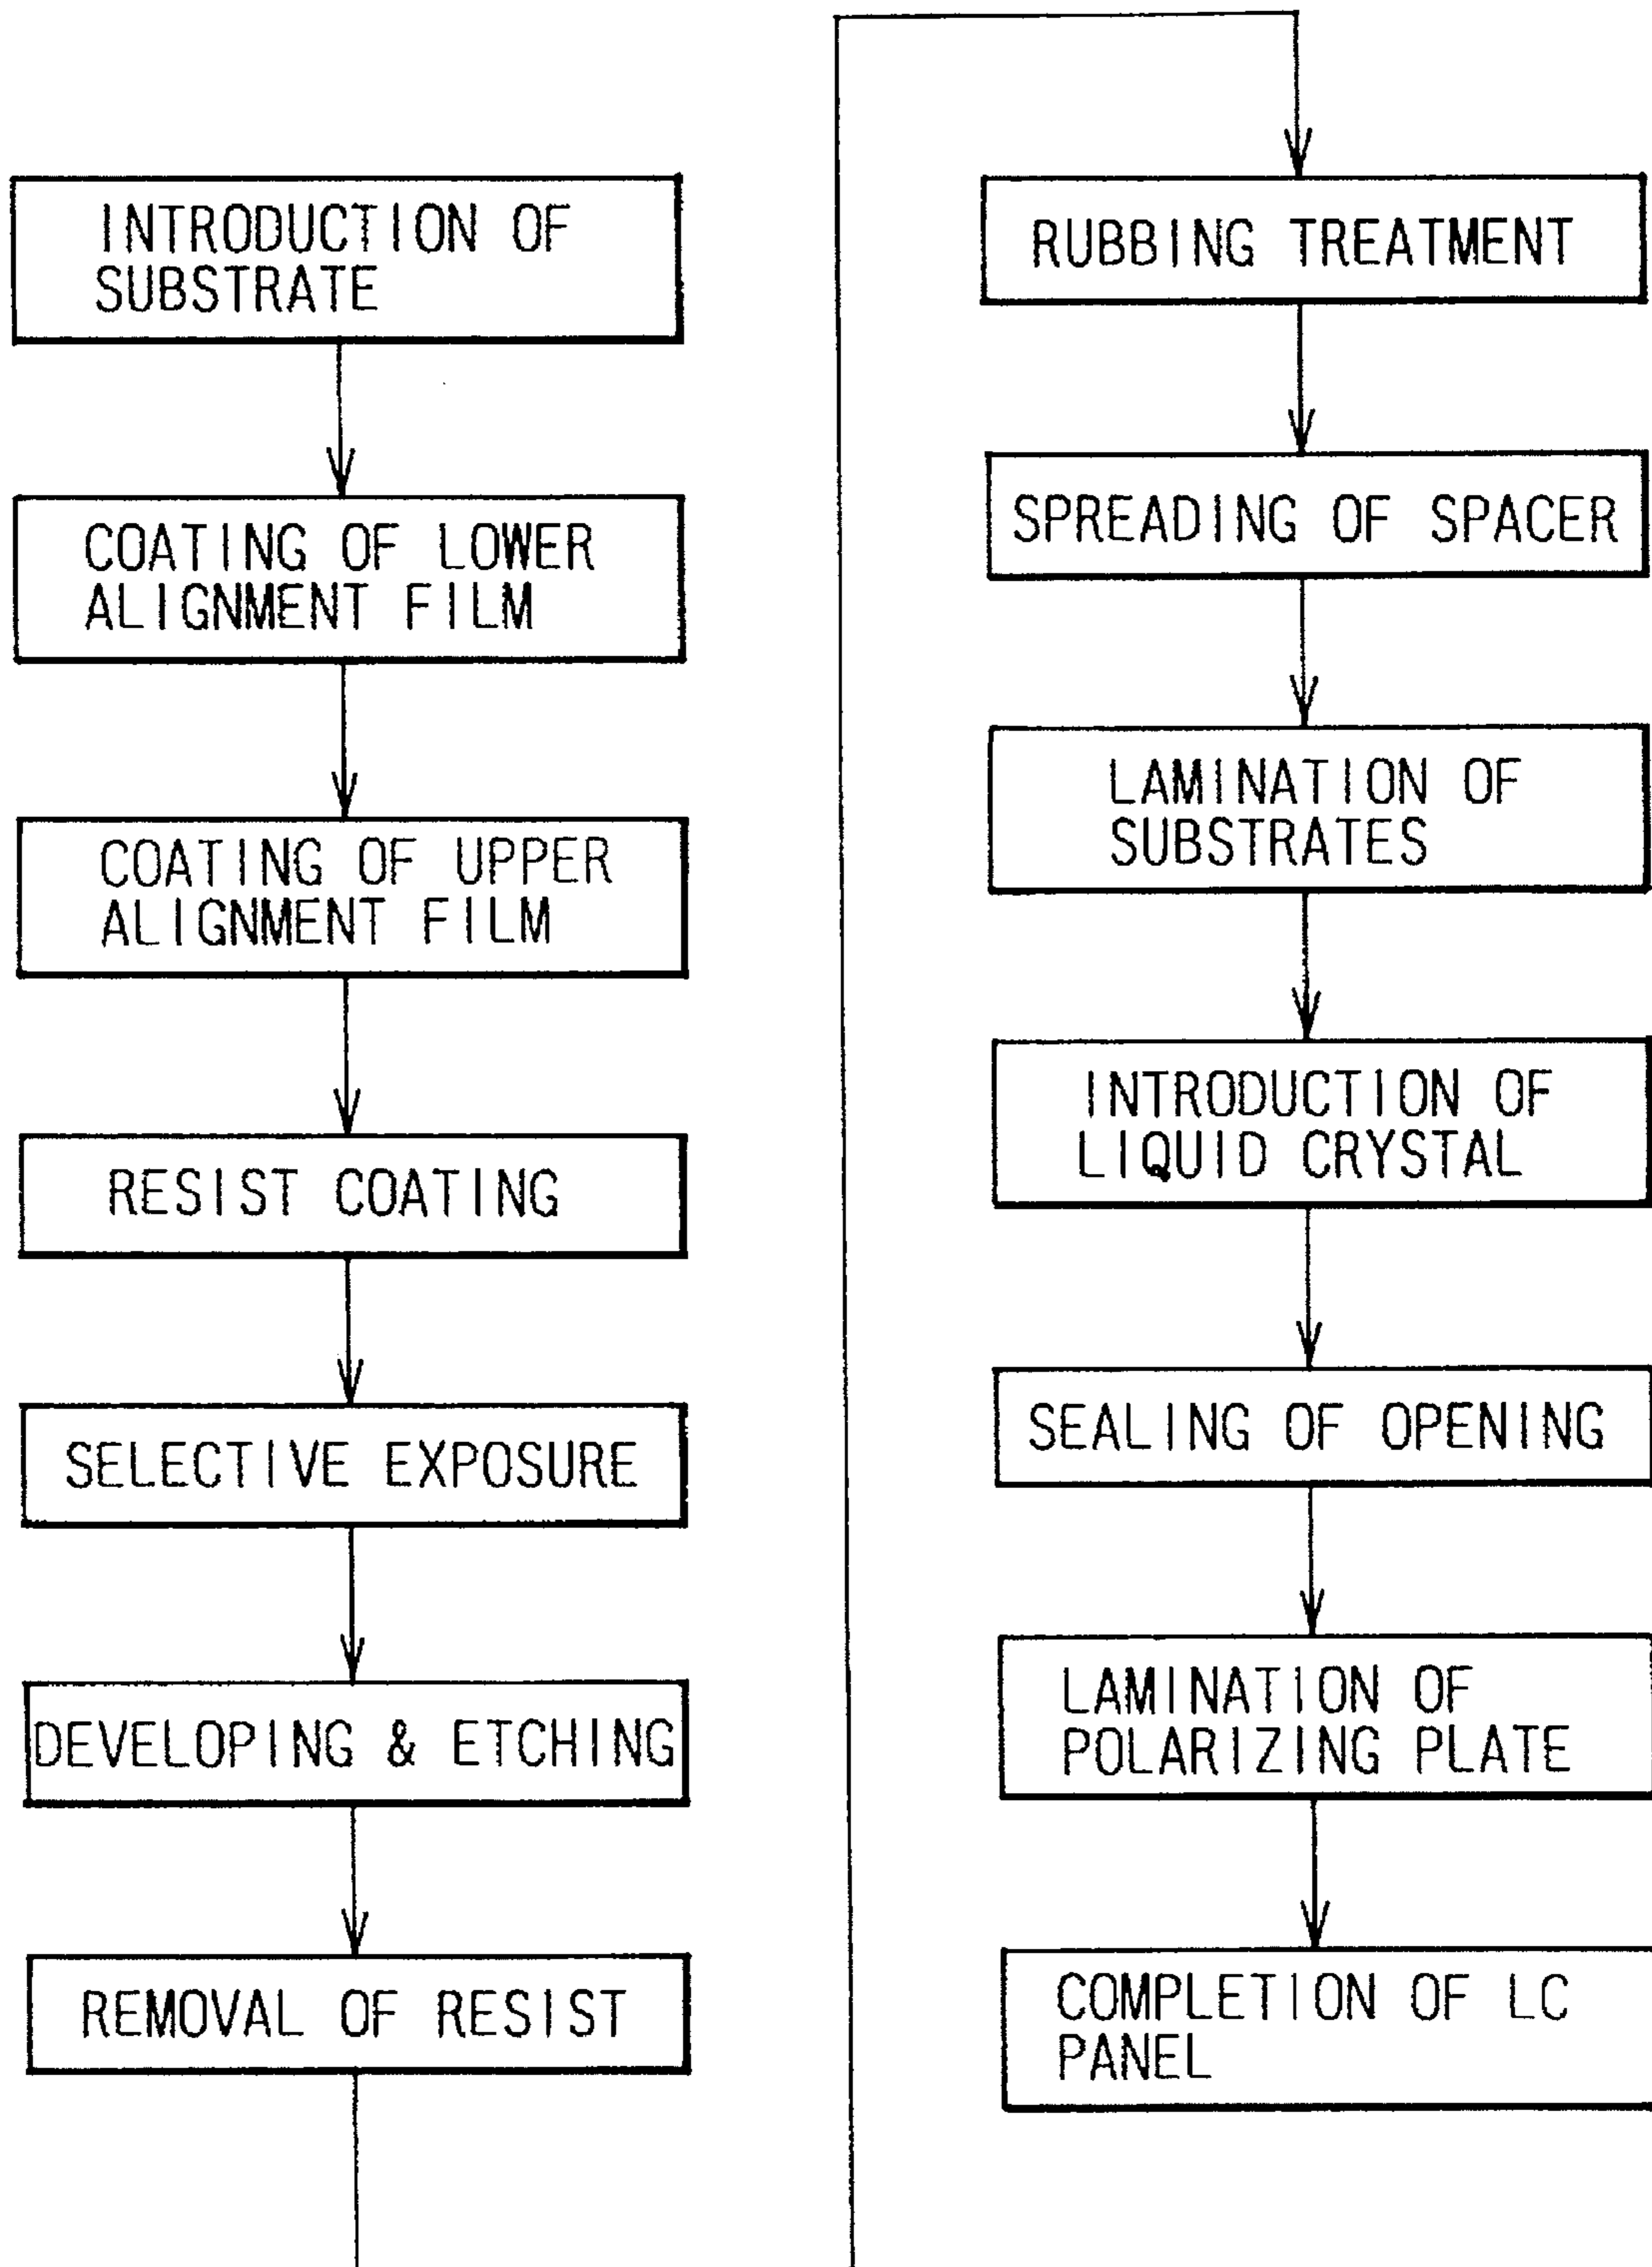 INTRODUCTION OF
SUBSTRATE
COATING OF LOWER
ALIGNMENT FILM
COATING OF UPPER
ALIGNMENT FILM
RESIST COATING
SELECTIVE EXPOSURE
DEVELOPING & ETCHING
REMOVAL OF RESIST
RUBBING TREATMENT
SPREADING OF SPACER
LAMINATION OF
SUBSTRATES
INTRODUCTION OF
LIQUID CRYSTAL
SEALING OF OPENING
LAMINATION OF
POLARIZING PLATE
COMPLETION OF LC
PANEL